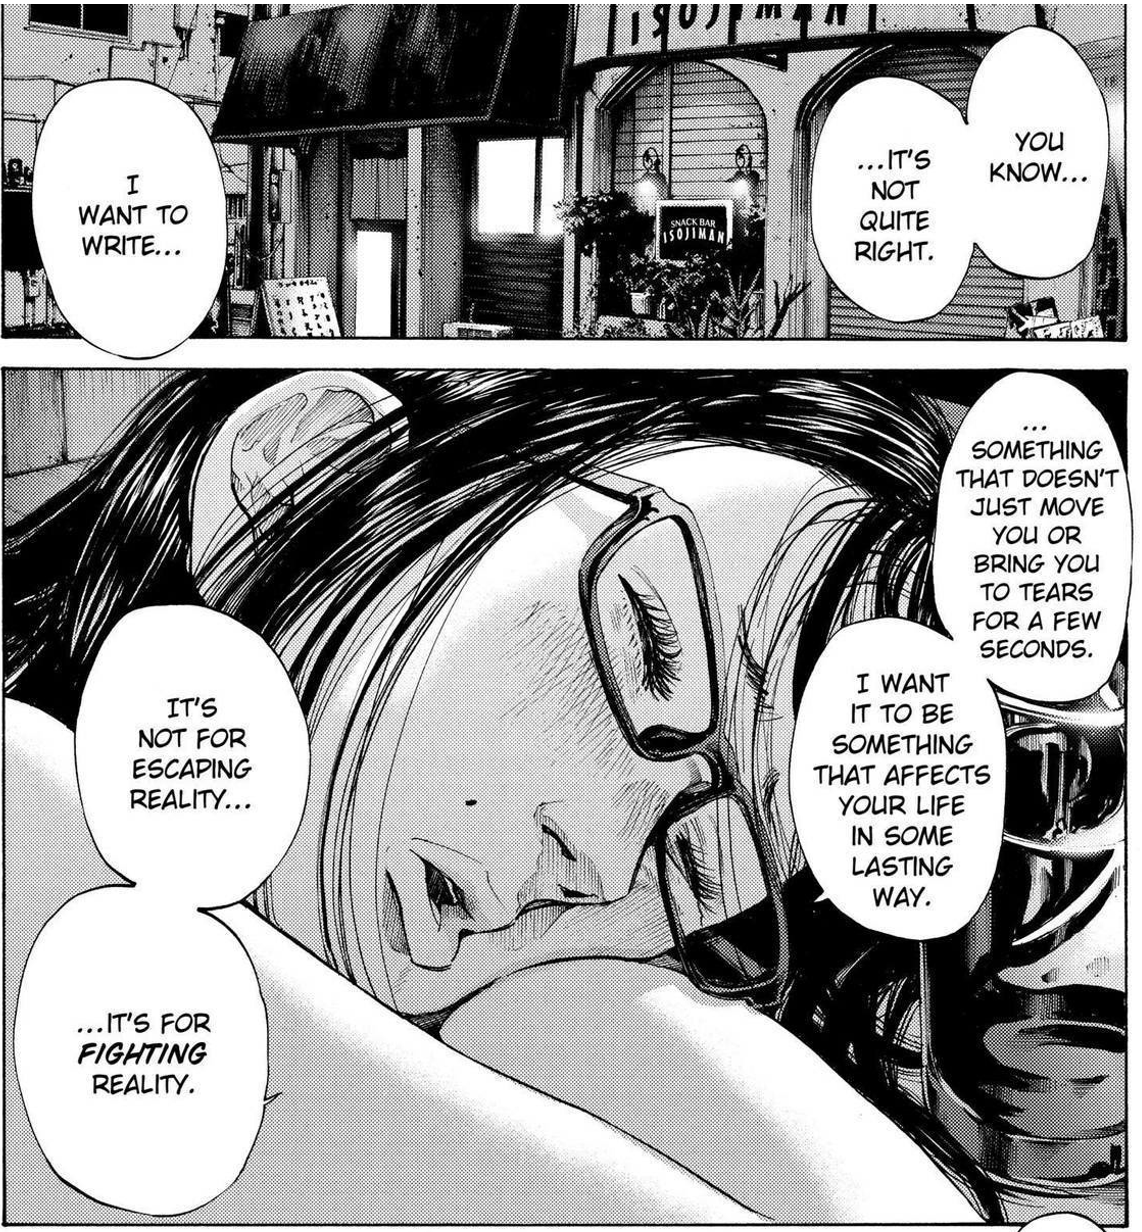 ISOJIMAN
YOU
KNOW...
...IT'S
NOT
QUITE
RIGHT.
SNACK BAR
ISOJIMAN
I
WANT TO
WRITE...
...
SOMETHING
THAT DOESN'T
JUST MOVE
YOU OR
BRING YOU
TO TEARS
FOR A FEW
SECONDS.
I WANT
IT TO BE
SOMETHING
THAT AFFECTS
YOUR LIFE
IN SOME
LASTING
WAY.
IT'S
NOT FOR
ESCAPING
REALITY...
...IT'S FOR
FIGHTING
REALITY.